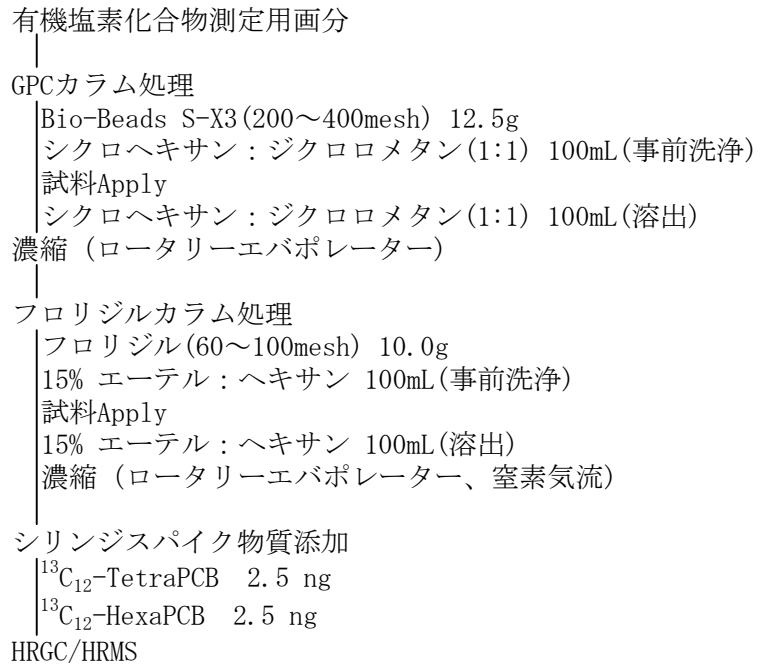 有機塩素化合物測定用画分
GPCカラム処理
Bio-Beads S-X3(200～400mesh) 12.5g
シクロヘキサン：ジクロロメタン(1:1) 100mL(事前洗浄)
試料Apply
シクロヘキサン：ジクロロメタン(1:1) 100mL(溶出)
濃縮 (ロータリーエバポレーター)
フロリジルカラム処理
フロリジル(60～100mesh) 10.0g
15% エーテル：ヘキサン 100mL(事前洗浄)
試料Apply
15% エーテル：ヘキサン 100mL(溶出)
濃縮 (ロータリーエバポレーター、窒素気流)
シリンジスパイク物質添加
¹³C₁₂-TetraPCB 2.5 ng
¹³C₁₂-HexaPCB 2.5 ng
HRGC/HRMS